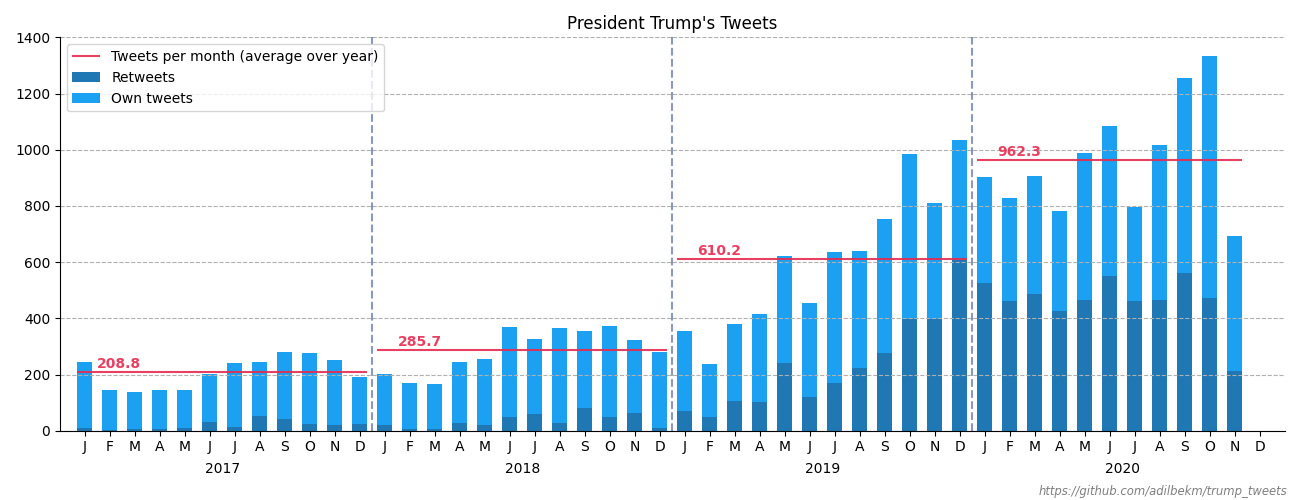 President Trump's Tweets
1400
1200
1000
800
600
400
200
0
Tweets per month (average over year)
Retweets
Own tweets
208.8
285.7
610.2
962.3
J F M A M J J A S O N D J F M A M J J A S O N D J F M A M J J A S O N D J F M A M J J A S O N D
2017 2018 2019 2020
https://github.com/adilbekm/trump_tweets